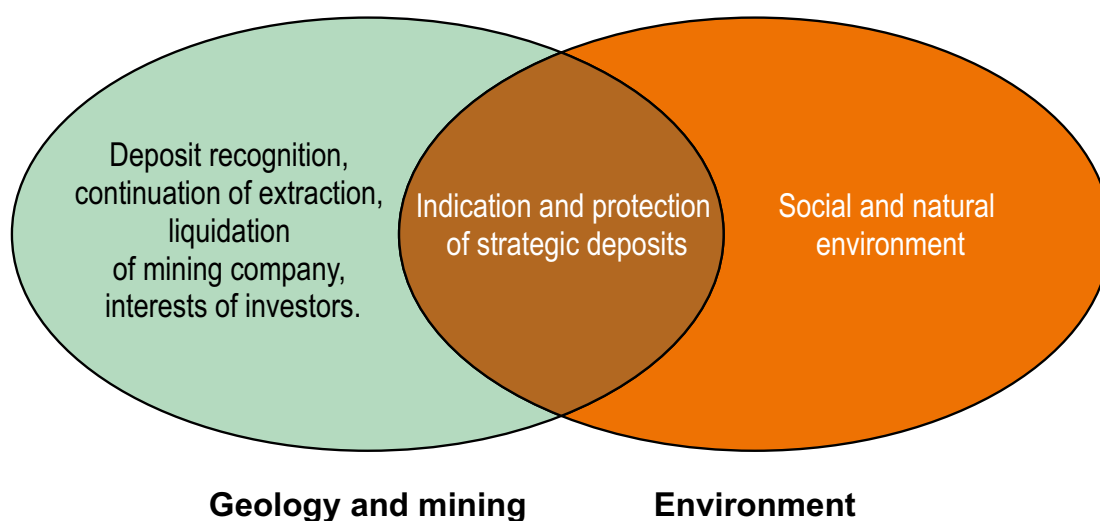 Deposit recognition,
continuation of extraction,
liquidation
of mining company,
interests of investors.
Indication and protection
of strategic deposits
Social and natural
environment
Geology and mining
Environment